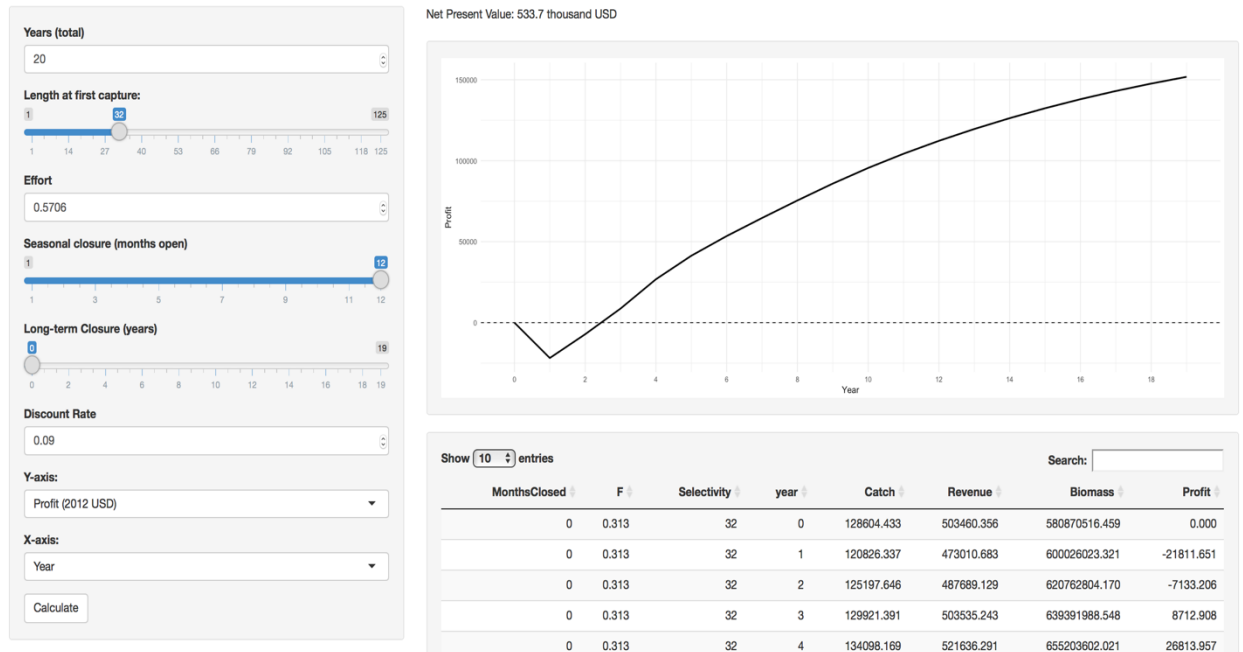 Net Present Value: 533.7 thousand USD
Years (total)
20
Length at first capture:
1 32 125
1 14 27 40 53 66 79 92 105 118 125
Effort
0.5706
Seasonal closure (months open)
1 12
1 3 5 7 9 11 12
Long-term Closure (years)
0 19
0 2 4 6 8 10 12 14 16 18 19
Discount Rate
0.09
Y-axis:
Profit (2012 USD)
X-axis:
Year
Calculate
150000
100000
50000
0
Profit
0 2 4 6 8 10 12 14 16 18
Year
Show 10 entries Search:
MonthsClosed F Selectivity year Catch Revenue Biomass Profit
0 0.313 32 0 128604.433 503460.356 580870516.459 0.000
0 0.313 32 1 120826.337 473010.683 600026023.321 -21811.651
0 0.313 32 2 125197.646 487689.129 620762804.170 -7133.206
0 0.313 32 3 129921.391 503535.243 639391988.548 8712.908
0 0.313 32 4 134098.169 521636.291 655203602.021 26813.957